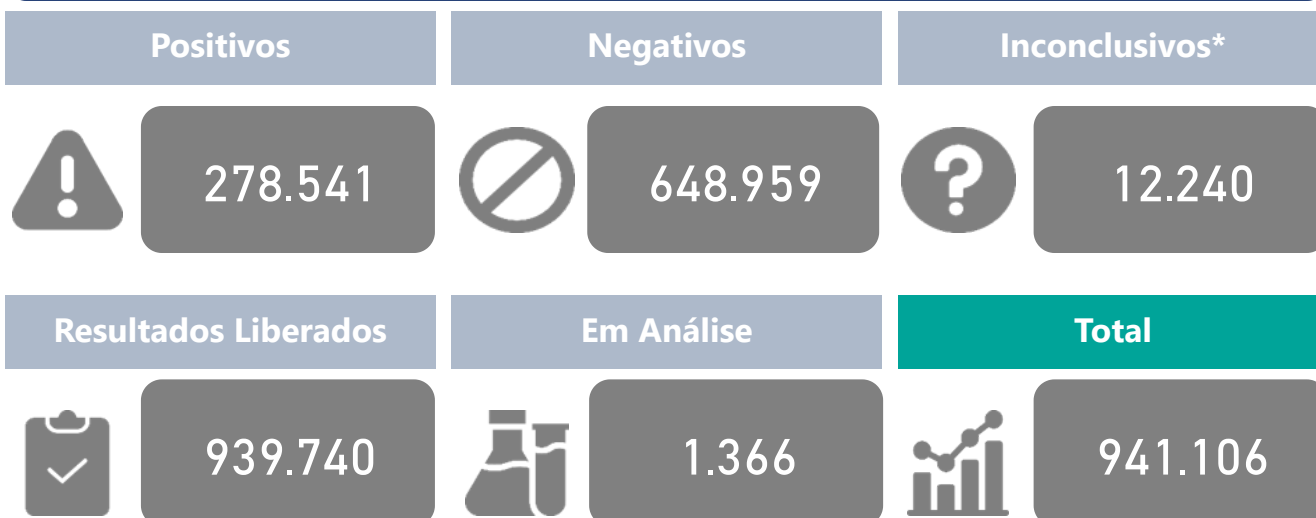 Positivos
Negativos
Inconclusivos*
278.541
648.959
12.240
Resultados Liberados
Em Análise
Total
939.740
1.366
941.106